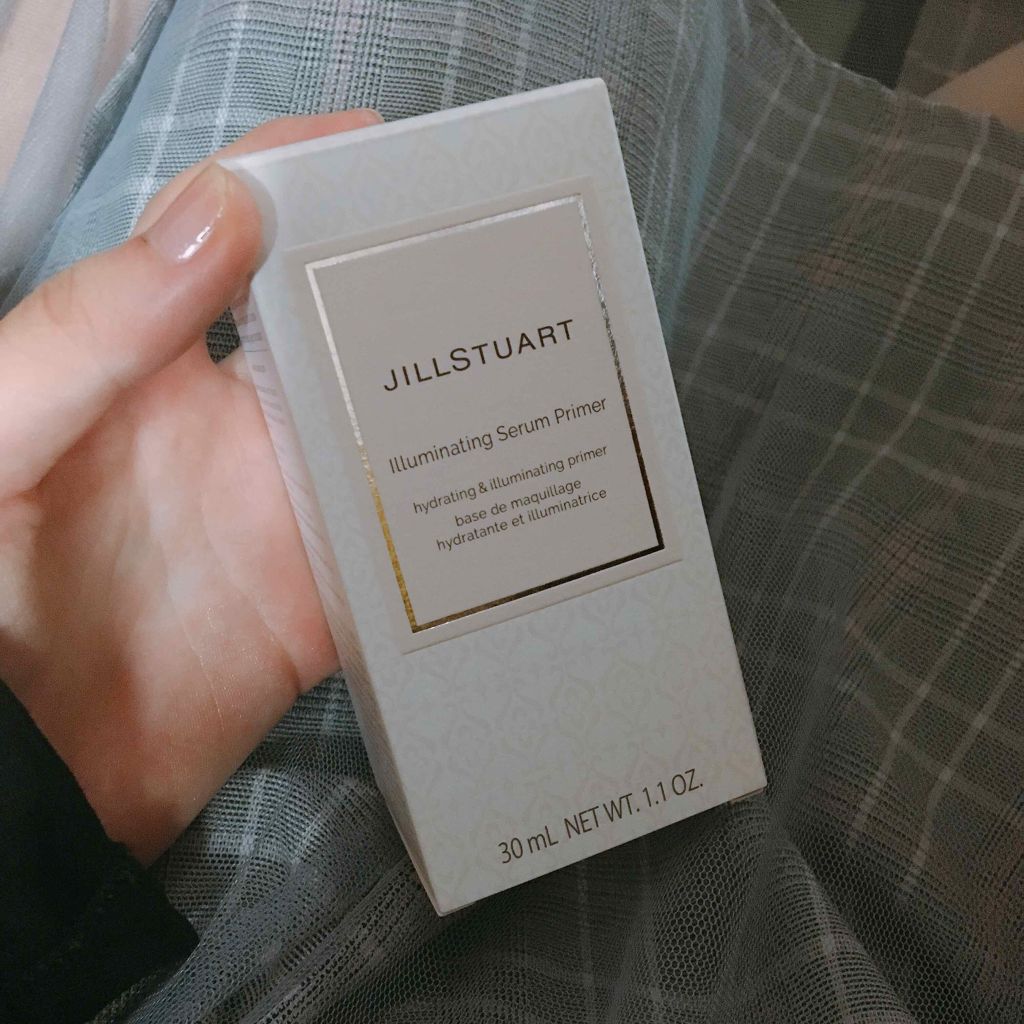 JILLSTUART
Illuminating Serum Primer
hydrating & illuminating primer
base de maquillage
hydratante et illuminatrice
30 mL NET WT. 1.1 OZ.